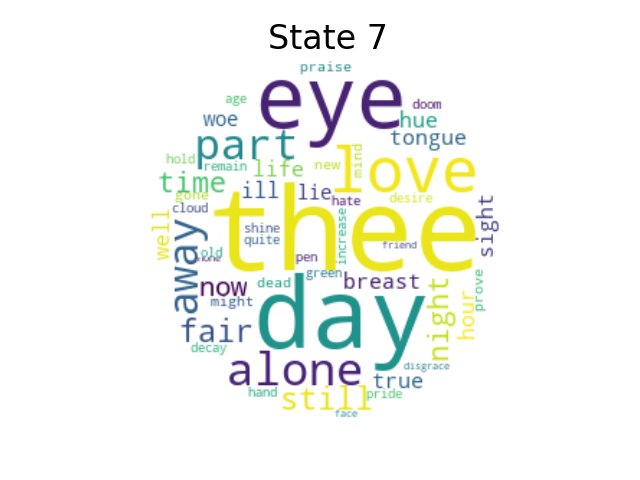 State 7
praise
eye
age
doom
woe
hue
part
tongue
love
mind
hold
remain
life
new
time
ill
lie
gone
hate
desire
cloud
thee
sight
well
shine
quite
increase
friend
away
old
none
pen
green
now
dead
breast
might
day
night
hour
prove
fair
decay
alone
true
disgrace
hand
still
pride
face